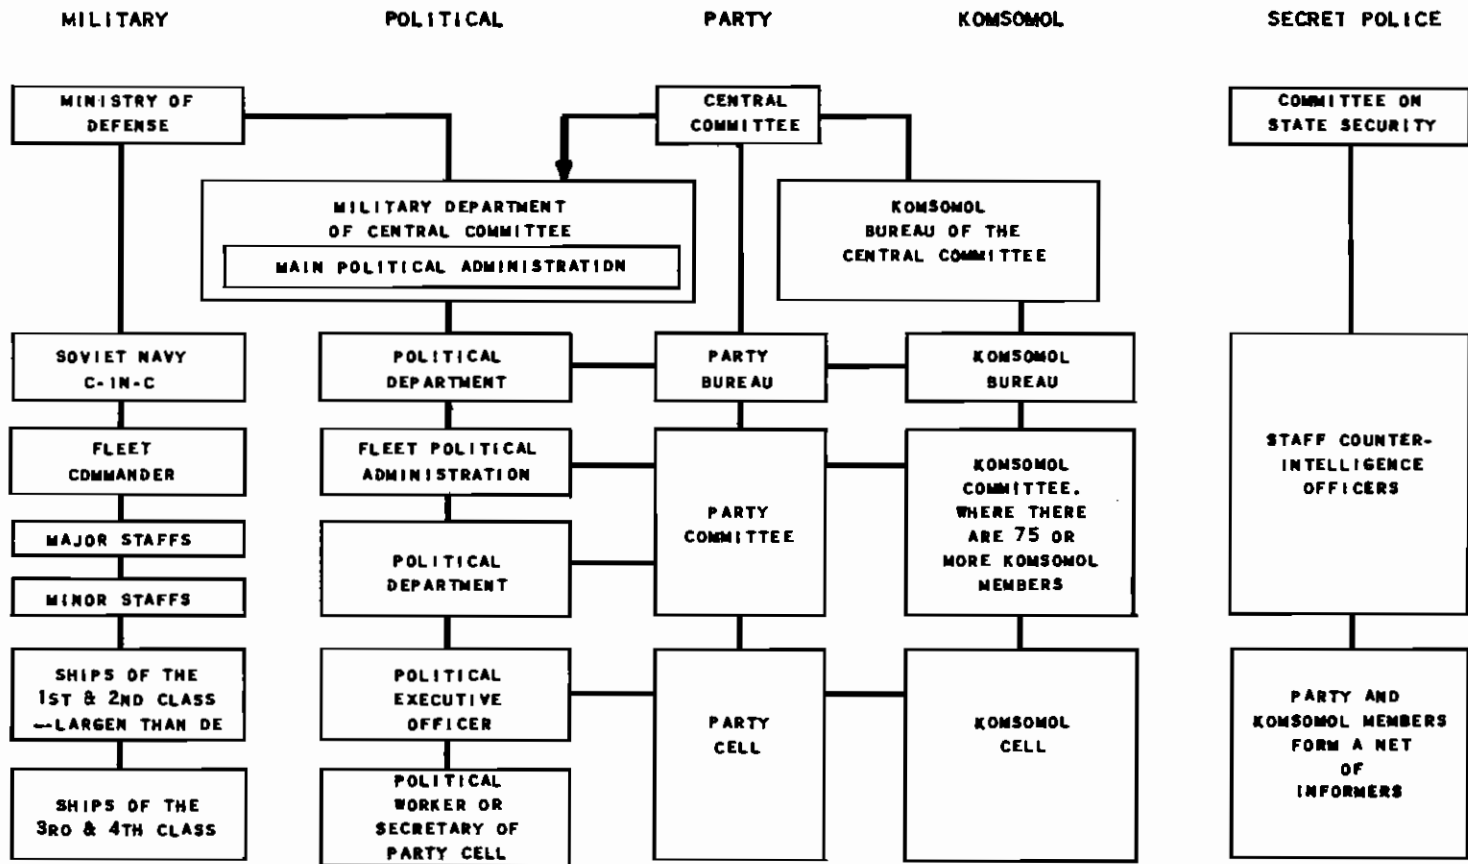 MILITARY
POLITICAL
PARTY
KOMSOMOL
SECRET POLICE
MINISTRY OF
DEFENSE
CENTRAL
COMMITTEE
COMMITTEE ON
STATE SECURITY
MILITARY DEPARTMENT
OF CENTRAL COMMITTEE
MAIN POLITICAL ADMINISTRATION
KOMSOMOL
BUREAU OF THE
CENTRAL COMMITTEE
SOVIET NAVY
C-IN-C
POLITICAL
DEPARTMENT
PARTY
BUREAU
KOMSOMOL
BUREAU
FLEET
COMMANDER
FLEET POLITICAL
ADMINISTRATION
PARTY
COMMITTEE
KOMSOMOL
COMMITTEE,
WHERE THERE
ARE 75 OR
MORE KOMSOMOL
MEMBERS
STAFF COUNTER-
INTELLIGENCE
OFFICERS
MAJOR STAFFS
MINOR STAFFS
POLITICAL
DEPARTMENT
SHIPS OF THE
1ST & 2ND CLASS
—LARGEN THAN DE
POLITICAL
EXECUTIVE
OFFICER
PARTY
CELL
KOMSOMOL
CELL
PARTY AND
KOMSOMOL MEMBERS
FORM A NET
OF
INFORMERS
SHIPS OF THE
3RD & 4TH CLASS
POLITICAL
WORKER OR
SECRETARY OF
PARTY CELL